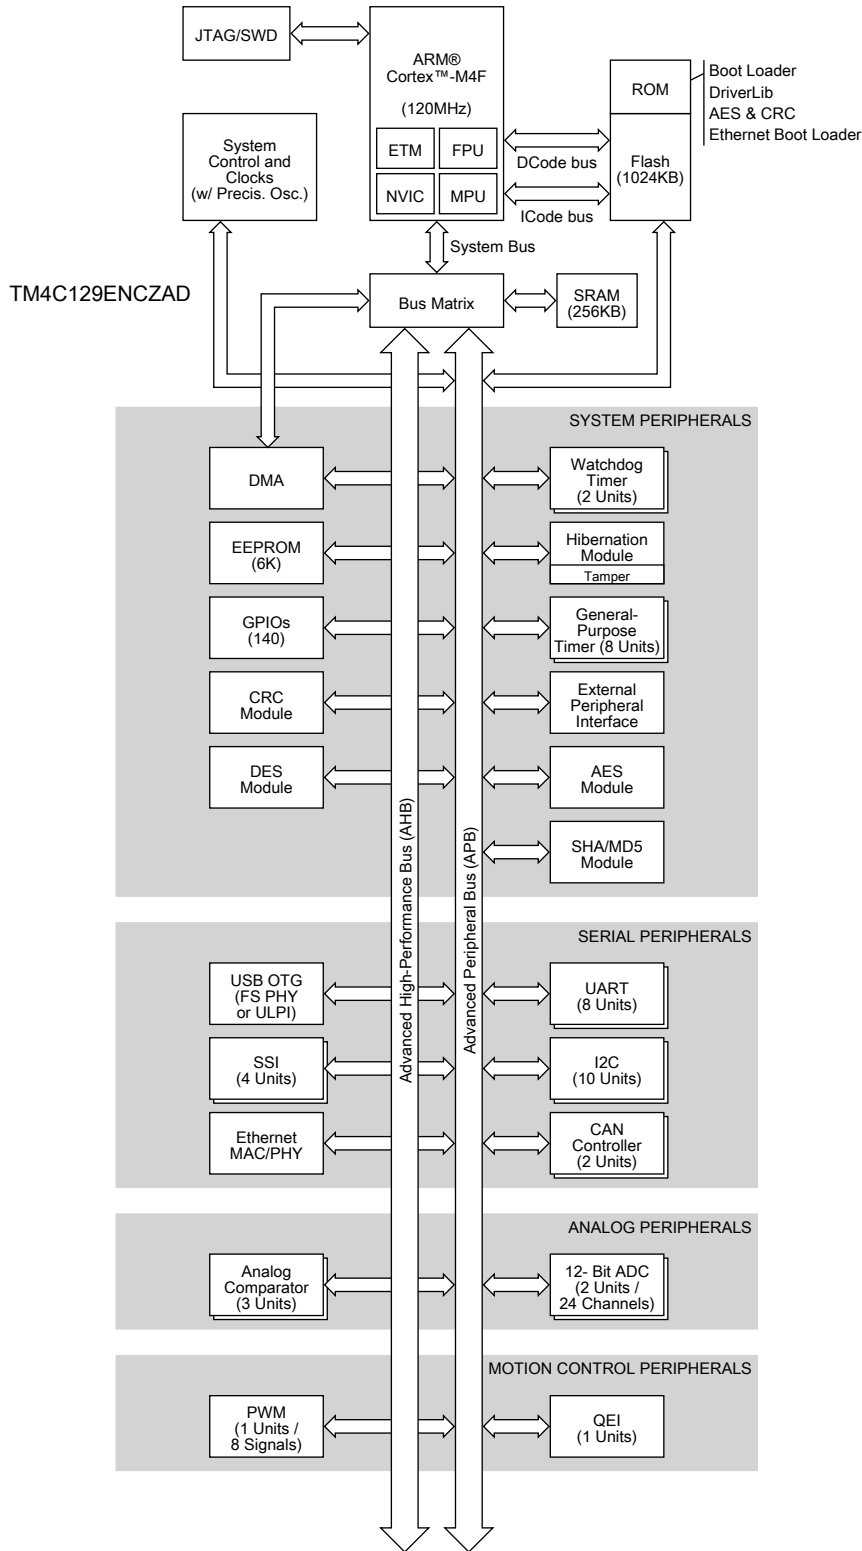 JTAG/SWD
ARM®
Cortex™-M4F
(120MHz)
ETM
FPU
NVIC
MPU
ROM
Flash
(1024KB)
Boot Loader
DriverLib
AES & CRC
Ethernet Boot Loader
System
Control and
Clocks
(w/ Precis. Osc.)
DCode bus
ICode bus
System Bus
TM4C129ENCZAD
Bus Matrix
SRAM
(256KB)
SYSTEM PERIPHERALS
DMA
Watchdog
Timer
(2 Units)
EEPROM
(6K)
Hibernation
Module
Tamper
GPIOs
(140)
General-
Purpose
Timer (8 Units)
CRC
Module
External
Peripheral
Interface
DES
Module
AES
Module
SHA/MD5
Module
Advanced High-Performance Bus (AHB)
Advanced Peripheral Bus (APB)
SERIAL PERIPHERALS
USB OTG
(FS PHY
or ULPI)
UART
(8 Units)
SSI
(4 Units)
I2C
(10 Units)
Ethernet
MAC/PHY
CAN
Controller
(2 Units)
ANALOG PERIPHERALS
Analog
Comparator
(3 Units)
12- Bit ADC
(2 Units /
24 Channels)
MOTION CONTROL PERIPHERALS
PWM
(1 Units /
8 Signals)
QEI
(1 Units)